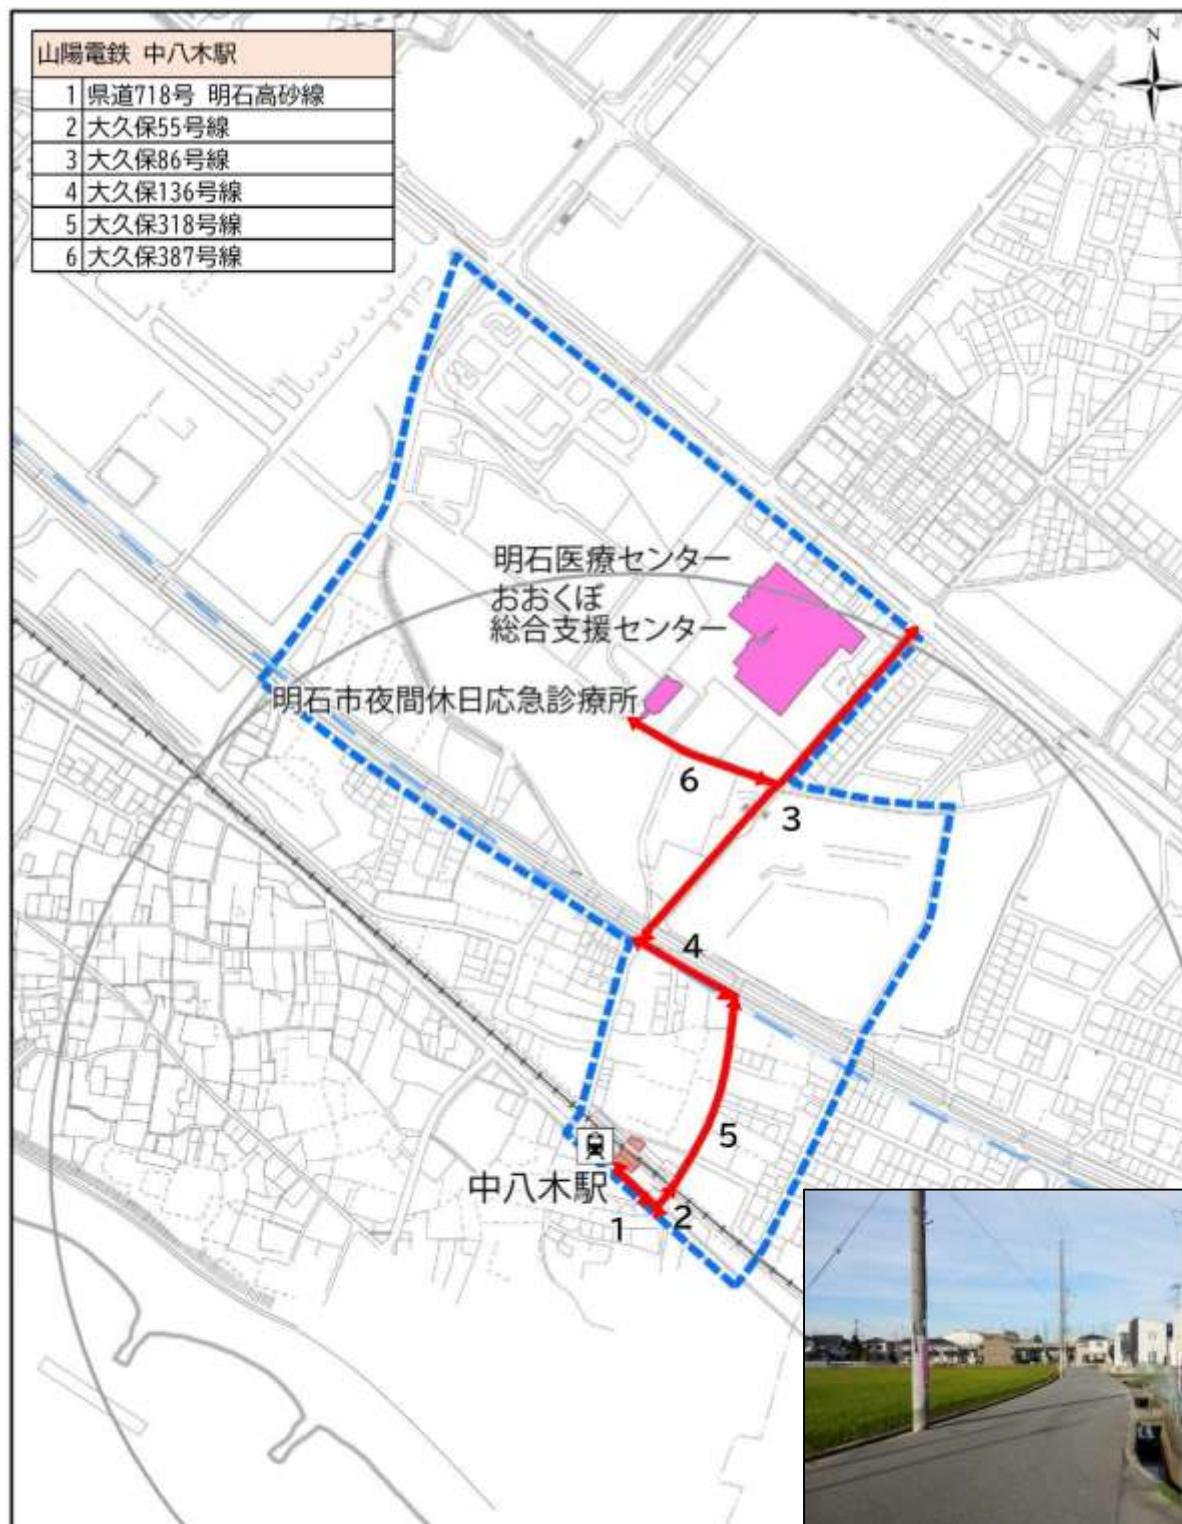 山陽電鉄 中八木駅
1 県道718号 明石高砂線
2 大久保55号線
3 大久保86号線
4 大久保136号線
5 大久保318号線
6 大久保387号線
N
明石医療センター
おおくぼ
総合支援センター
明石市夜間休日応急診療所
6
3
4
5
中八木駅
1
2